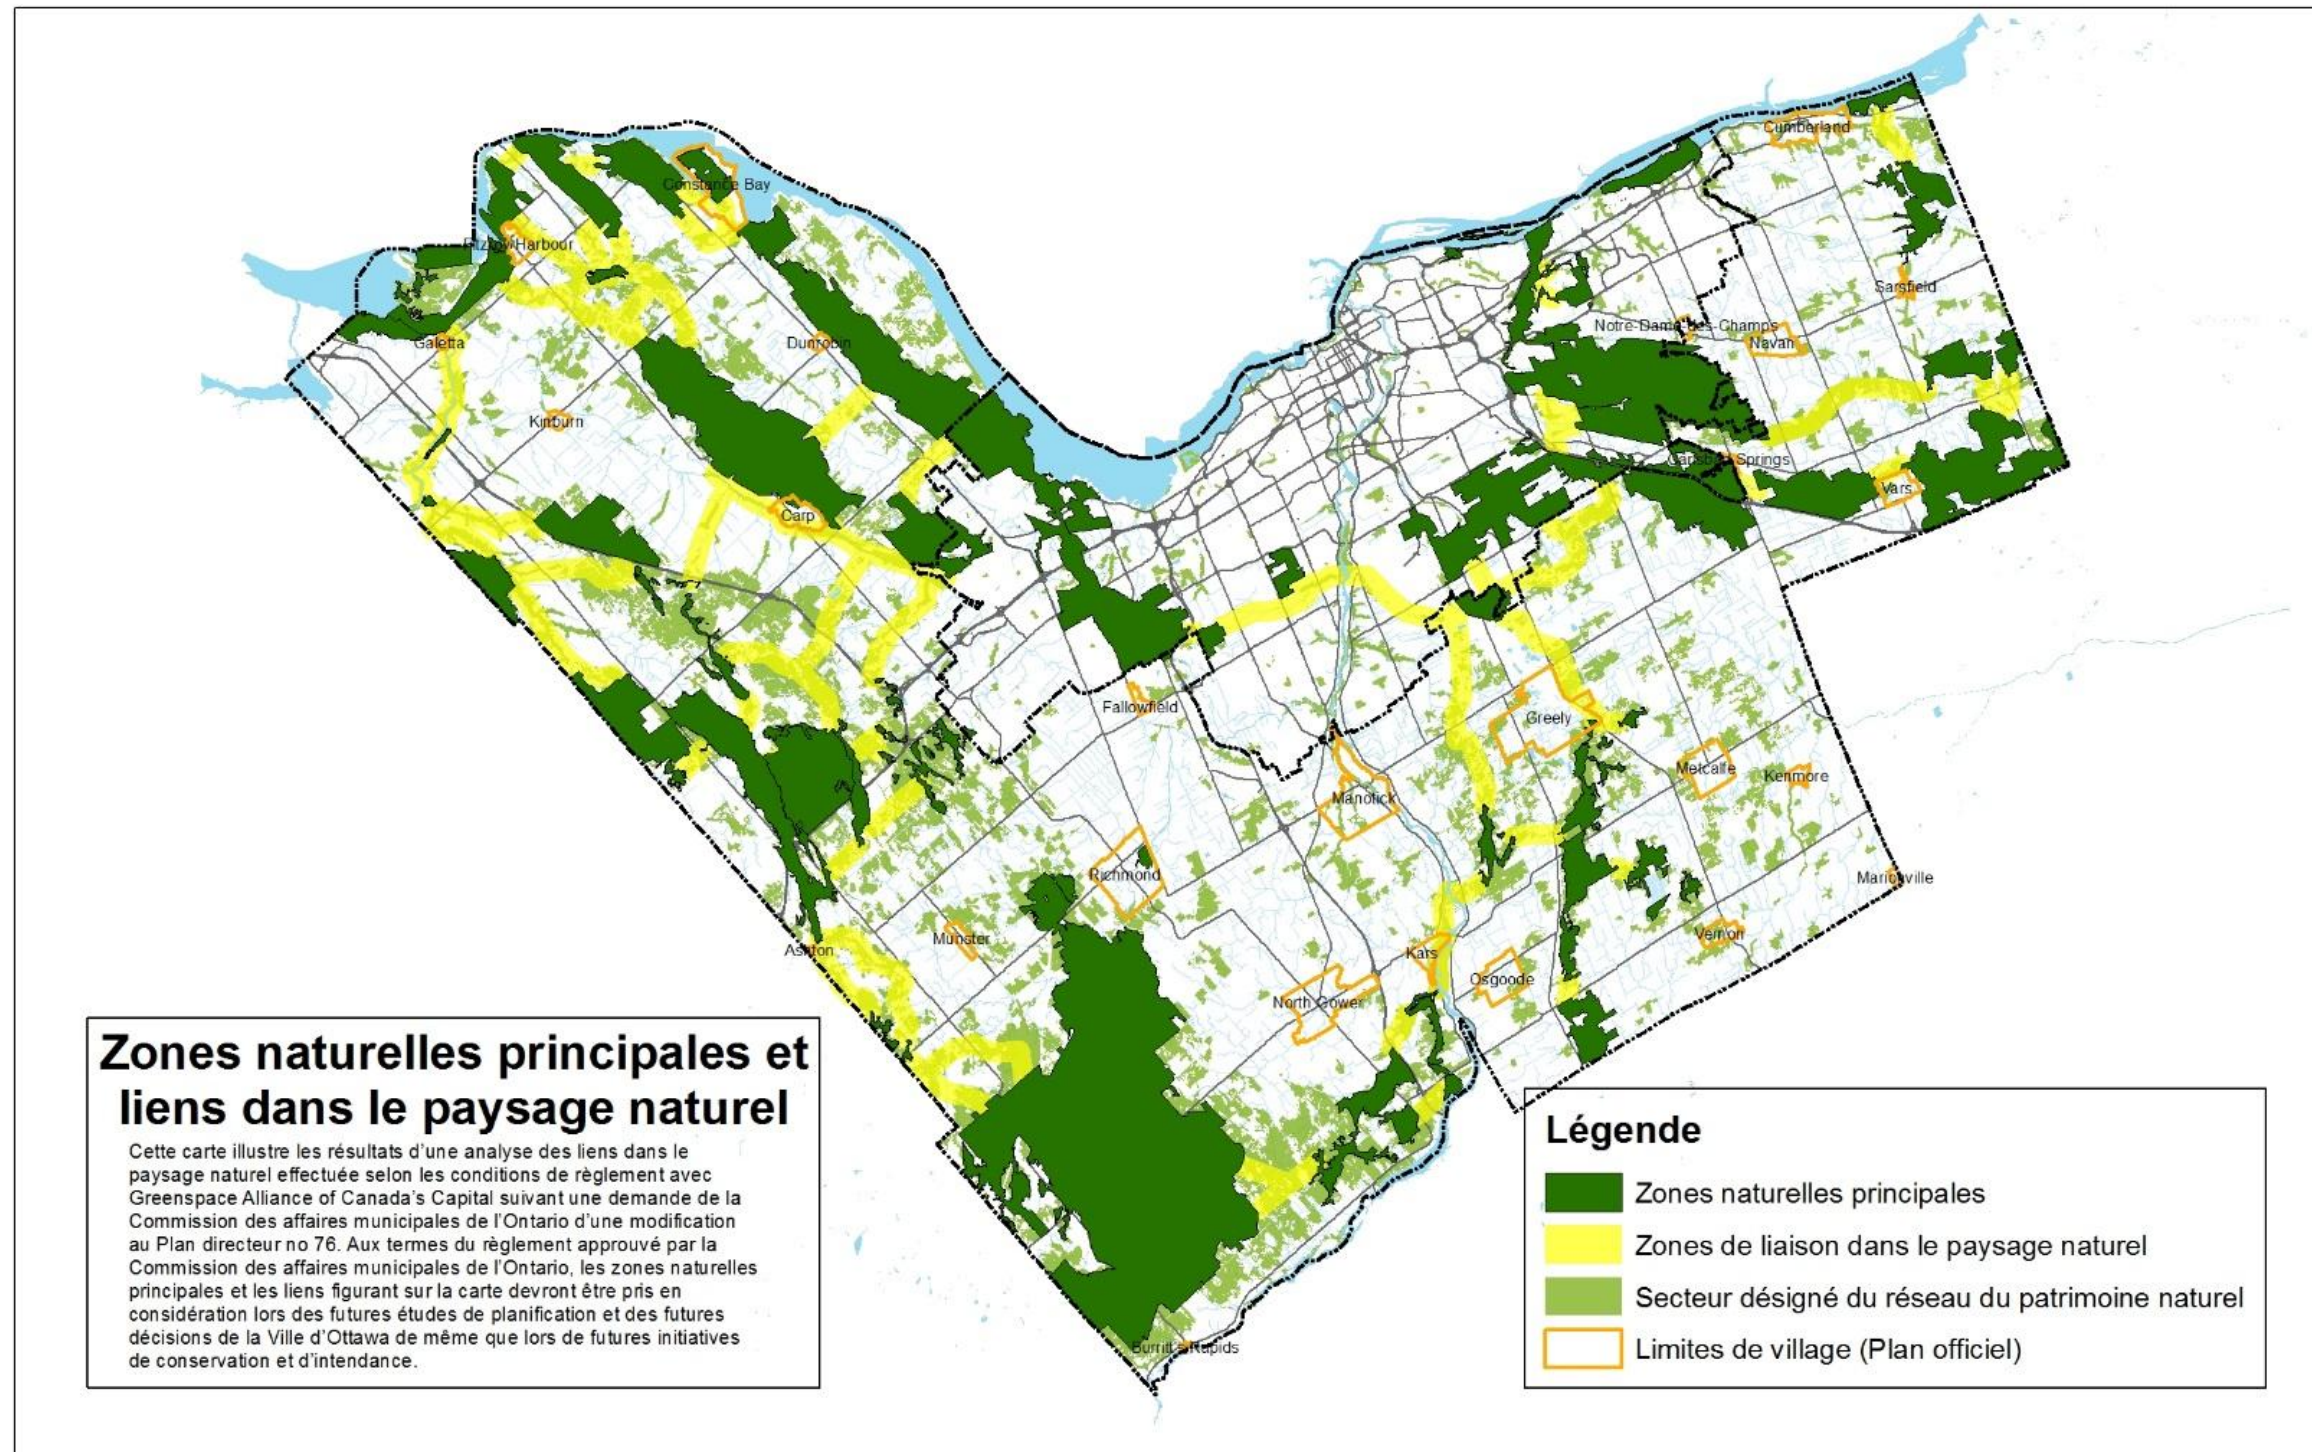 Cumberland
Constance Bay
Fitzroy Harbour
Sarsfield
Notre-Dame-des-Champs
Navan
Galetta
Dunrobin
Kinburn
Carlsbad Springs
Vars
Carp
Fallowfield
Greely
Metcalfe
Kenmore
Manotick
Richmond
Marionville
Vernon
Munster
Ashton
Kars
Osgoode
North Gower
Burritt's Rapids
Zones naturelles principales et
liens dans le paysage naturel
Cette carte illustre les résultats d'une analyse des liens dans le
paysage naturel effectuée selon les conditions de règlement avec
Greenspace Alliance of Canada's Capital suivant une demande de la
Commission des affaires municipales de l'Ontario d'une modification
au Plan directeur no 76. Aux termes du règlement approuvé par la
Commission des affaires municipales de l'Ontario, les zones naturelles
principales et les liens figurant sur la carte devront être pris en
considération lors des futures études de planification et des futures
décisions de la Ville d'Ottawa de même que lors de futures initiatives
de conservation et d'intendance.
Légende
Zones naturelles principales
Zones de liaison dans le paysage naturel
Secteur désigné du réseau du patrimoine naturel
Limites de village (Plan officiel)